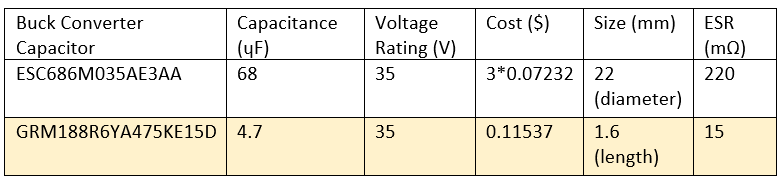 Buck Converter Capacitor Capacitance (ɥF) Voltage Rating (V) Cost ($) Size (mm) ESR (mΩ)
ESC686M035AE3AA 68 35 3*0.07232 22 (diameter) 220
GRM188R6YA475KE15D 4.7 35 0.11537 1.6 (length) 15